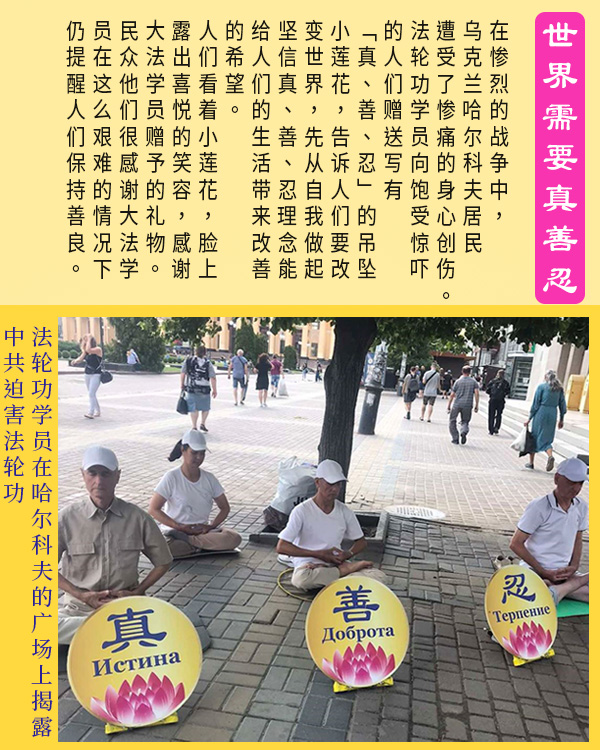 世界需要真善忍
在惨烈的战争中，
乌克兰哈尔科夫居民
遭受了惨痛的身心创伤。
法轮功学员向饱受惊吓
的人们赠送写有
「真、善、忍」的吊坠
小莲花，告诉人们要改
变世界，先从自我做起
坚信真、善、忍理念能
给人们的生活带来改善
的希望。
人们看着小莲花，脸上
露出喜悦的笑容，感谢
大法学员赠予的礼物。
民众他们很感谢大法学
员在这么艰难的情况下
仍提醒人们保持善良。
法轮功学员在哈尔科夫的广场上揭露
中共迫害法轮功
真
Истина
善
Доброта
忍
Терпение